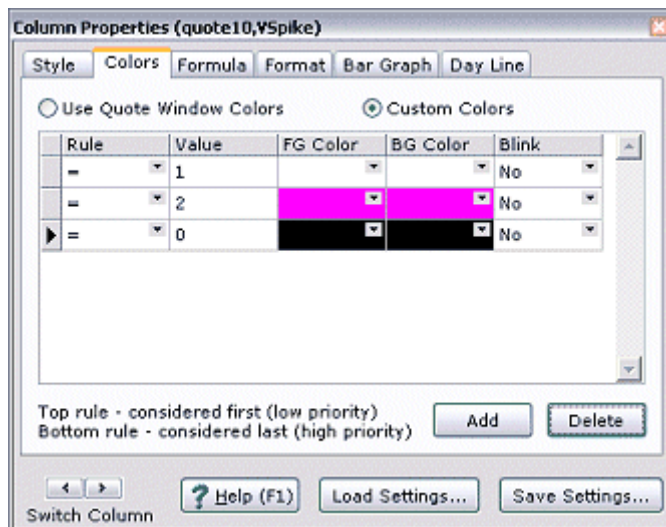 Column Properties (quote10,VSpike)
Style Colors Formula Format Bar Graph Day Line
Use Quote Window Colors Custom Colors
Rule Value FG Color BG Color Blink
= 1 No
= 2 No
= 0 No
Top rule - considered first (low priority)
Bottom rule - considered last (high priority)
Add Delete
Switch Column
? Help (F1) Load Settings... Save Settings...